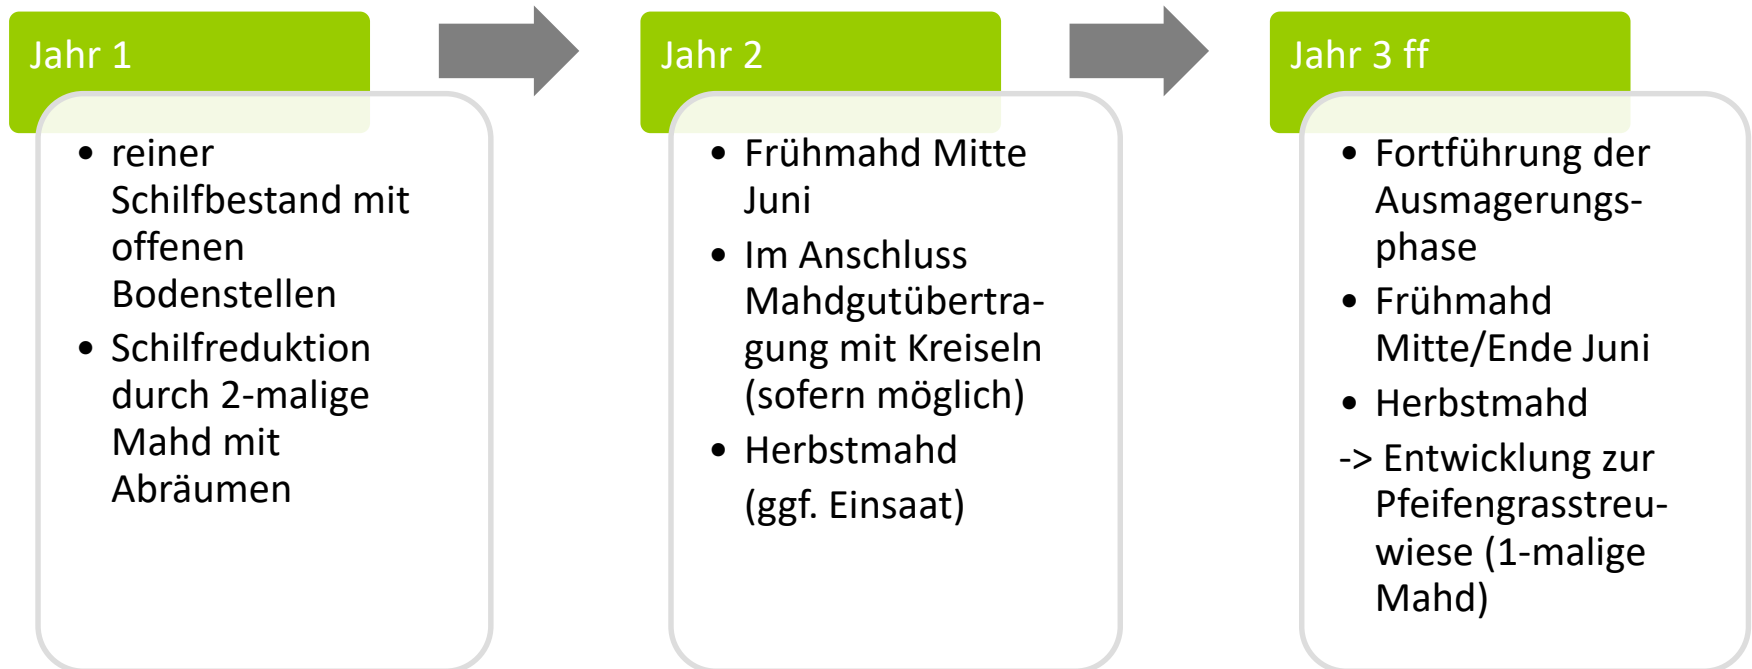 Jahr 1
• reiner
Schilfbestand mit
offenen
Bodenstellen
• Schilfreduktion
durch 2-malige
Mahd mit
Abräumen
Jahr 2
• Frühmahd Mitte
Juni
• Im Anschluss
Mahdgutübertra-
gung mit Kreiseln
(sofern möglich)
• Herbstmahd
(ggf. Einsaat)
Jahr 3 ff
• Fortführung der
Ausmagerungs-
phase
• Frühmahd
Mitte/Ende Juni
• Herbstmahd
-> Entwicklung zur
Pfeifengrasstreu-
wiese (1-malige
Mahd)